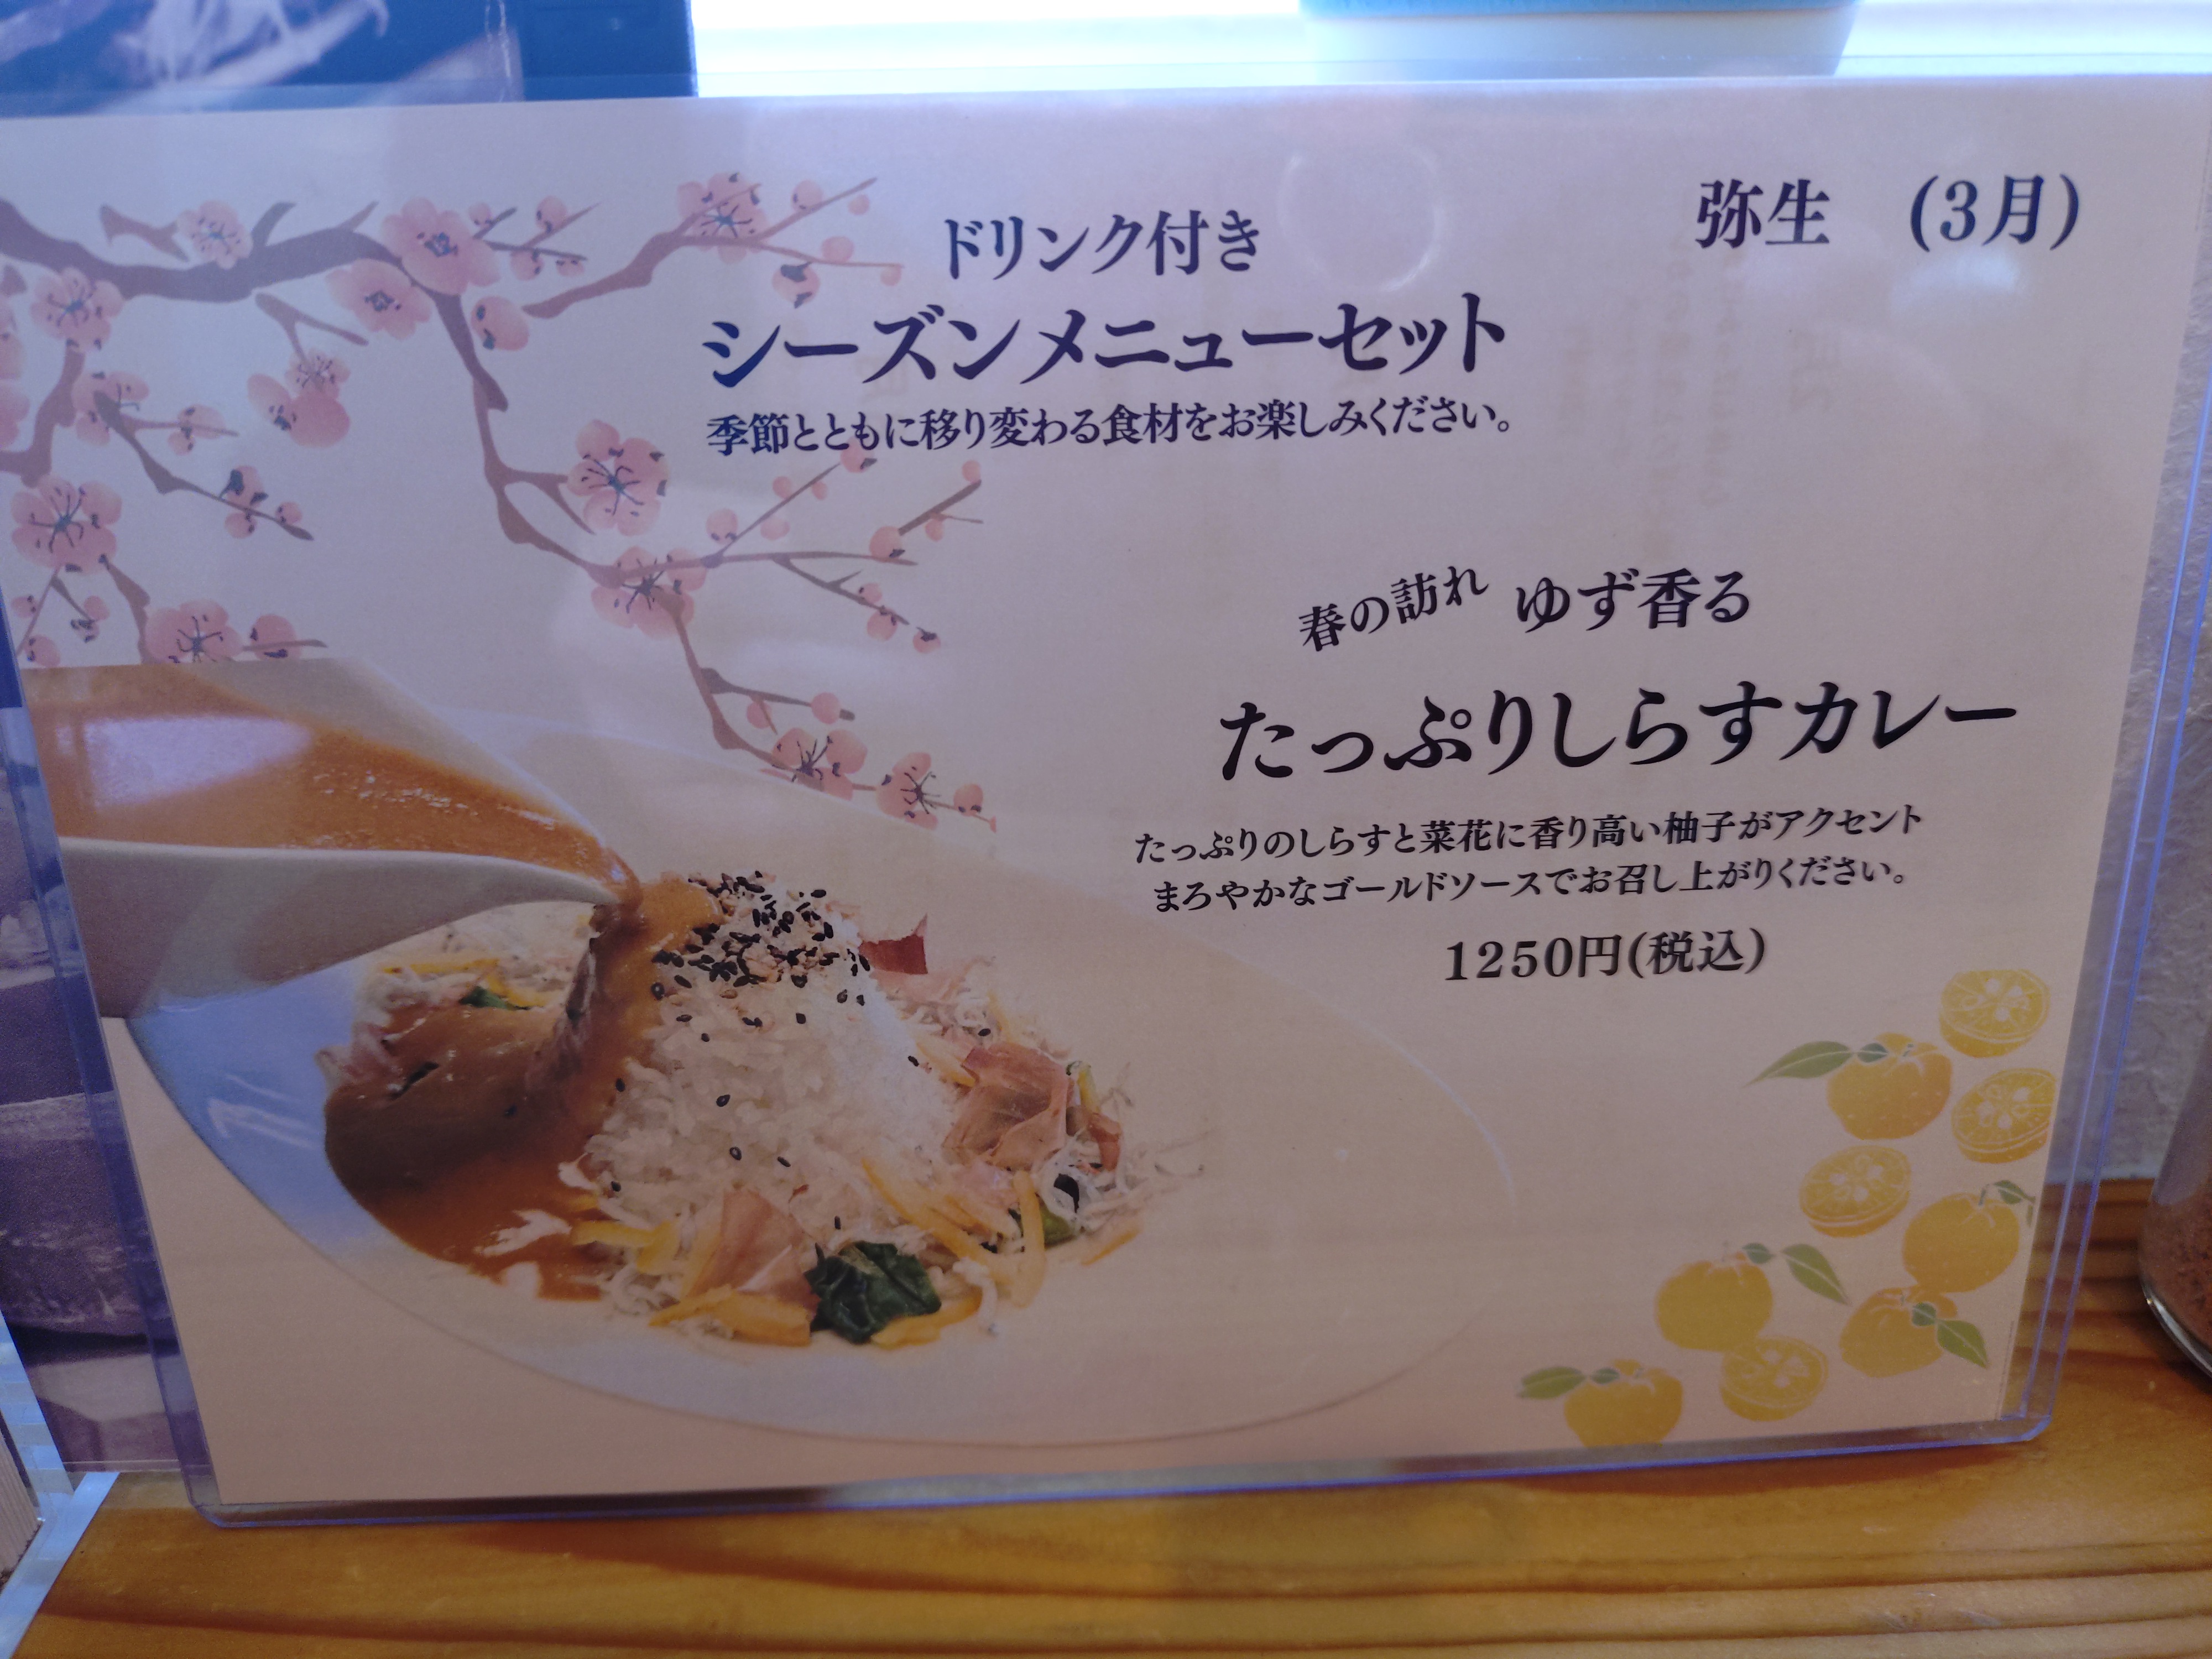 弥生　(3月)
ドリンク付き
シーズンメニューセット
季節とともに移り変わる食材をお楽しみください。
春の訪れ ゆず香る
たっぷりしらすカレー
たっぷりのしらすと菜花に香り高い柚子がアクセント
まろやかなゴールドソースでお召し上がりください。
1250円(税込)